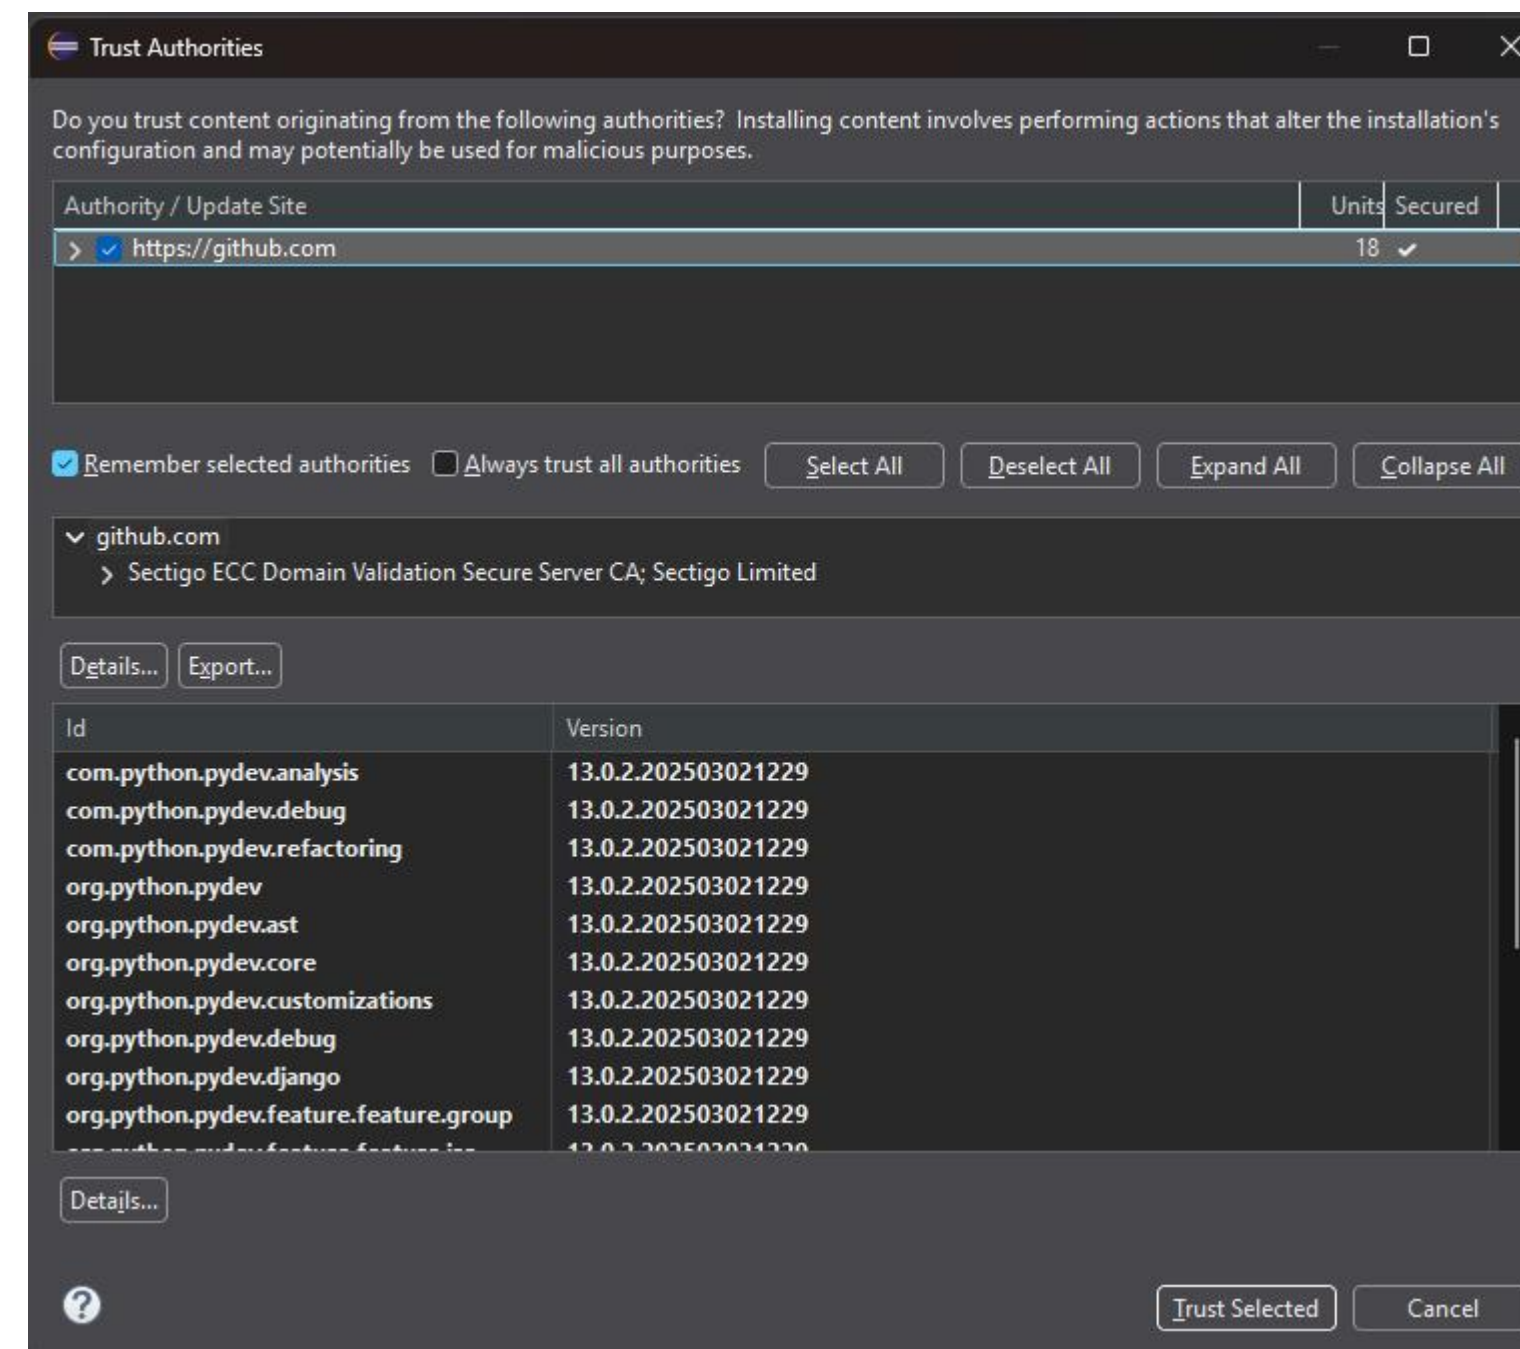 Trust Authorities
Do you trust content originating from the following authorities?  Installing content involves performing actions that alter the installation's
configuration and may potentially be used for malicious purposes.
Authority / Update Site Units Secured
https://github.com 18
Remember selected authorities Always trust all authorities Select All Deselect All Expand All Collapse All
github.com
Sectigo ECC Domain Validation Secure Server CA; Sectigo Limited
Details... Export...
Id Version
com.python.pydev.analysis 13.0.2.202503021229
com.python.pydev.debug 13.0.2.202503021229
com.python.pydev.refactoring 13.0.2.202503021229
org.python.pydev 13.0.2.202503021229
org.python.pydev.ast 13.0.2.202503021229
org.python.pydev.core 13.0.2.202503021229
org.python.pydev.customizations 13.0.2.202503021229
org.python.pydev.debug 13.0.2.202503021229
org.python.pydev.django 13.0.2.202503021229
org.python.pydev.feature.feature.group 13.0.2.202503021229
Details...
Trust Selected Cancel